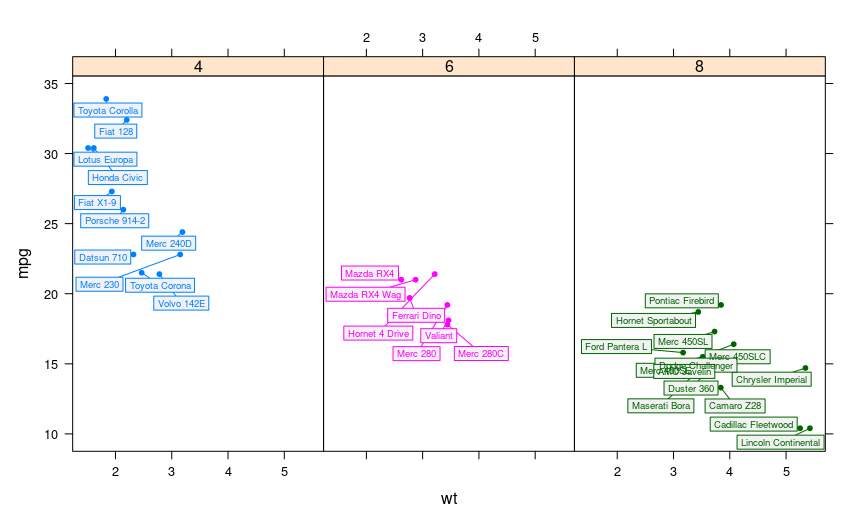 2 3 4 5
4 6 8
35
30
25
20
15
10
mpg
Toyota Corolla
Fiat 128
Lotus Europa
Honda Civic
Fiat X1-9
Porsche 914-2
Merc 240D
Datsun 710
Merc 230
Toyota Corona
Volvo 142E
Mazda RX4
Mazda RX4 Wag
Ferrari Dino
Hornet 4 Drive
Valiant
Merc 280
Merc 280C
Pontiac Firebird
Hornet Sportabout
Merc 450SL
Ford Pantera L
Merc 450SLC
Dodge Challenger
AMC Javelin
Chrysler Imperial
Duster 360
Maserati Bora
Camaro Z28
Cadillac Fleetwood
Lincoln Continental
2 3 4 5 2 3 4 5
wt